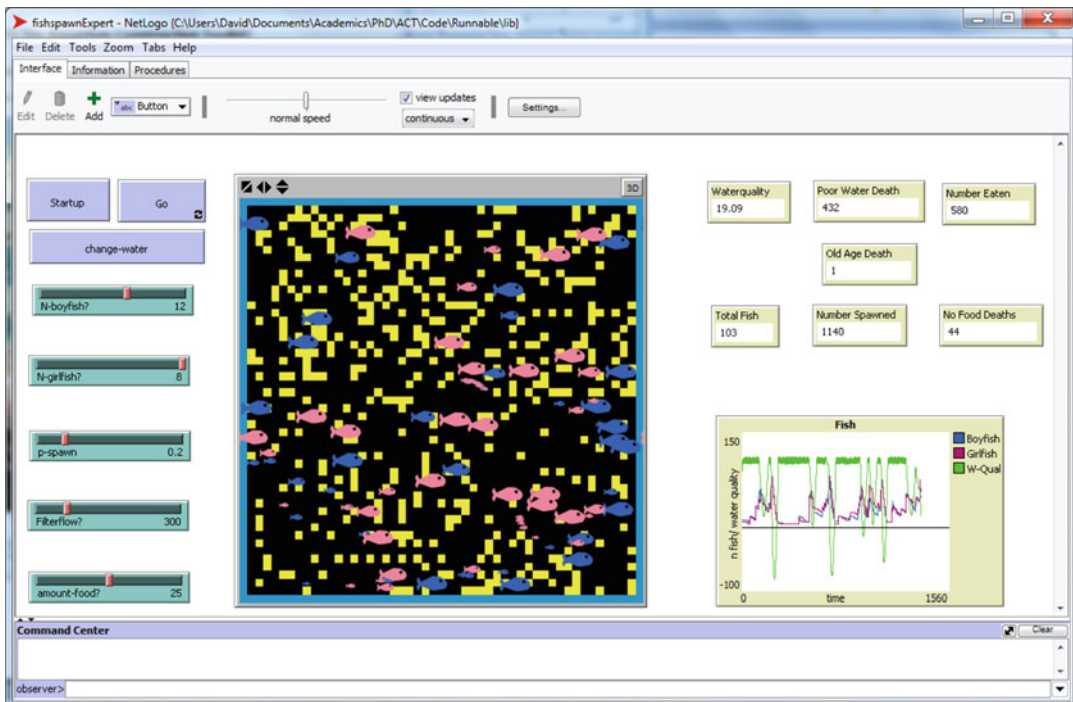 fishspawnExpert - NetLogo {C:\Users\David\Documents\Academics\PhD\ACT\Code\Runnable\lib}
File Edit Tools Zoom Tabs Help
Interface Information Procedures
Edit Delete Add
abc Button
normal speed
view updates
continuous
Settings...
Startup
Go
change-water
N-boyfish? 12
N-girlfish? 8
p-spawn 0.2
Filterflow? 300
amount-food? 25
3D
Waterquality
19.09
Poor Water Death
432
Number Eaten
580
Old Age Death
1
Total Fish
103
Number Spawned
1140
No Food Deaths
44
Fish
150
n fish/ water quality
-100
0 time 1560
Boyfish
Girlfish
W-Qual
Command Center
Clear
observer>